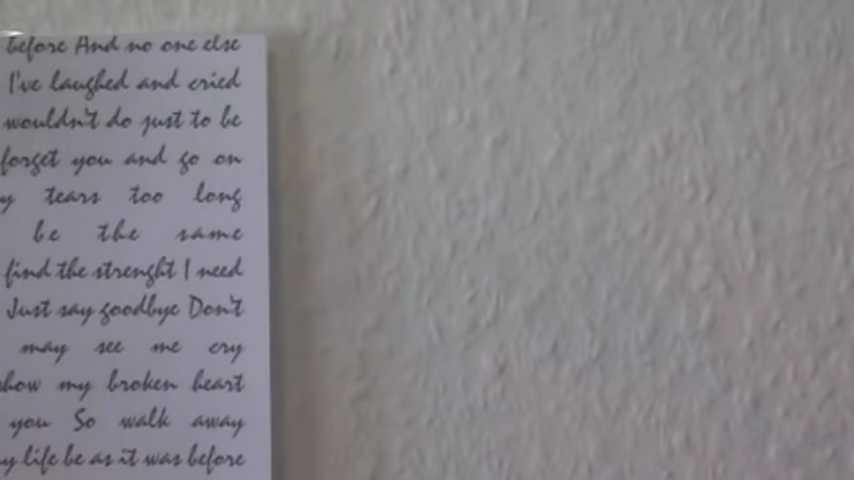 before And no one else
I've laughed and cried
wouldn't do just to be
forget you and go on
y tears too long
be the same
find the strenght I need
Just say goodbye Don't
may see me cry
show my broken heart
you So walk away
y life be as it was before